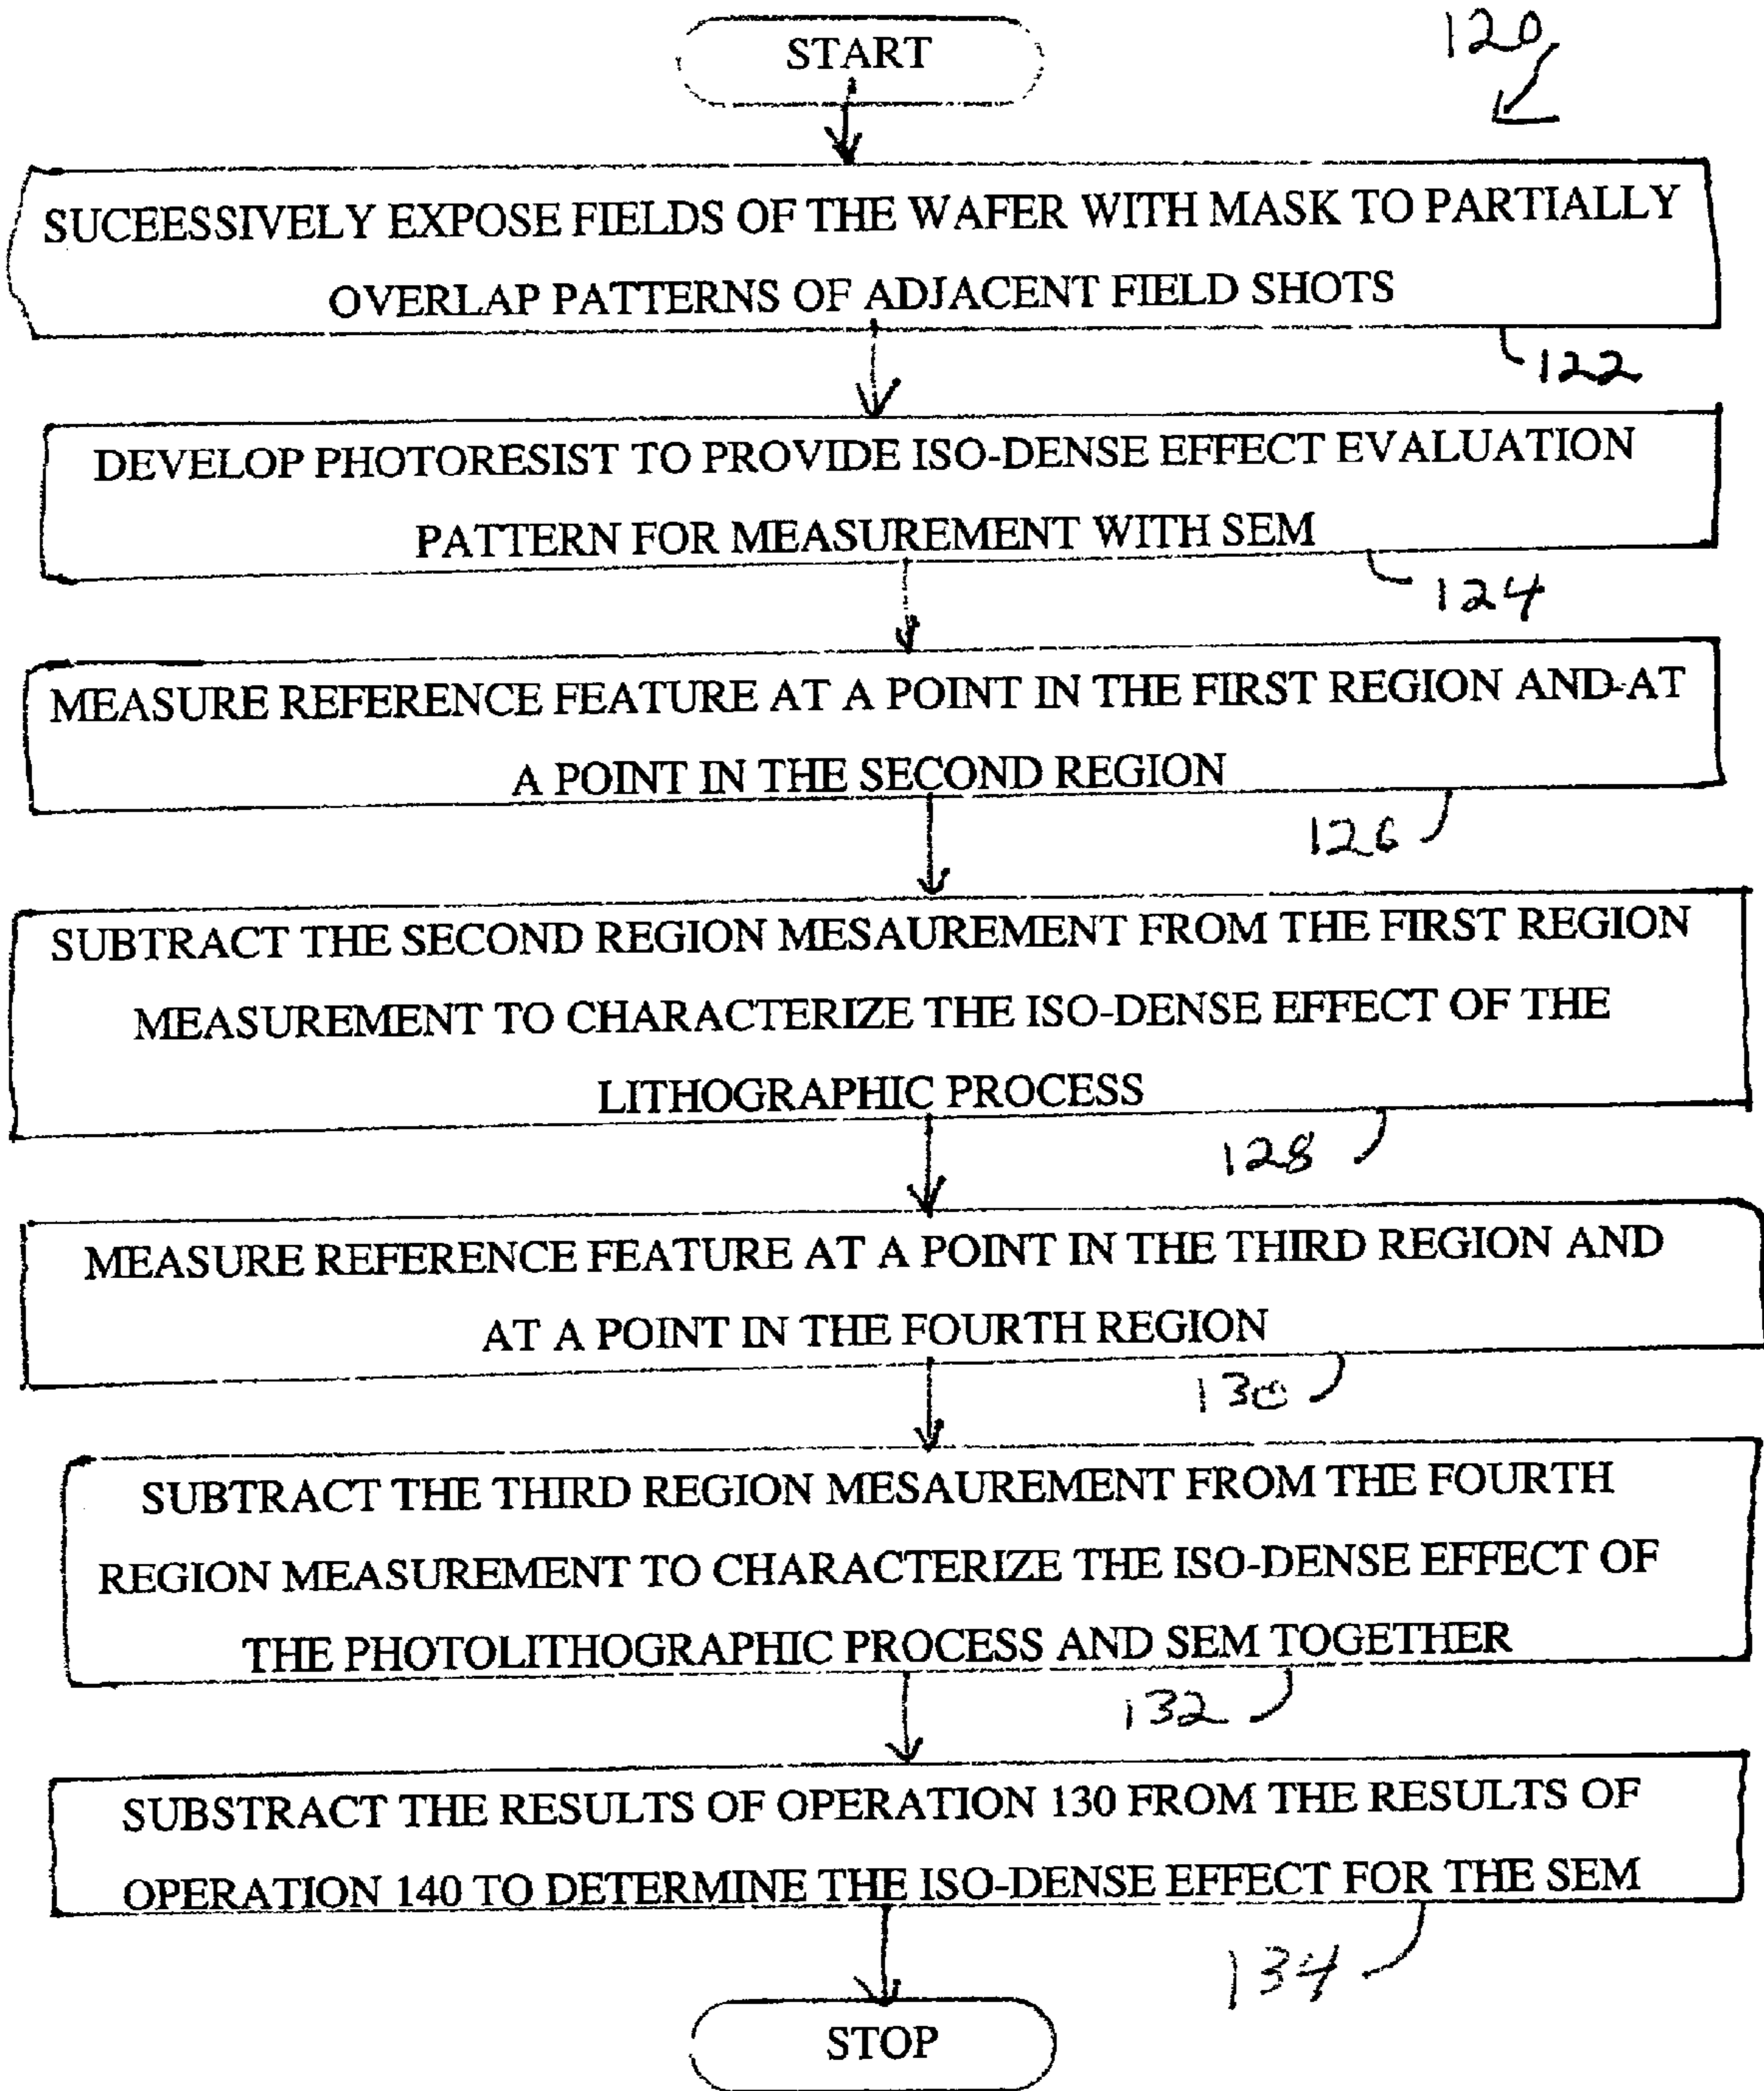 START
120
SUCEESSIVELY EXPOSE FIELDS OF THE WAFER WITH MASK TO PARTIALLY
OVERLAP PATTERNS OF ADJACENT FIELD SHOTS
122
DEVELOP PHOTORESIST TO PROVIDE ISO-DENSE EFFECT EVALUATION
PATTERN FOR MEASUREMENT WITH SEM
124
MEASURE REFERENCE FEATURE AT A POINT IN THE FIRST REGION AND-AT
A POINT IN THE SECOND REGION
126
SUBTRACT THE SECOND REGION MESAUREMENT FROM THE FIRST REGION
MEASUREMENT TO CHARACTERIZE THE ISO-DENSE EFFECT OF THE
LITHOGRAPHIC PROCESS
128
MEASURE REFERENCE FEATURE AT A POINT IN THE THIRD REGION AND
AT A POINT IN THE FOURTH REGION
130
SUBTRACT THE THIRD REGION MESAUREMENT FROM THE FOURTH
REGION MEASUREMENT TO CHARACTERIZE THE ISO-DENSE EFFECT OF
THE PHOTOLITHOGRAPHIC PROCESS AND SEM TOGETHER
132
SUBSTRACT THE RESULTS OF OPERATION 130 FROM THE RESULTS OF
OPERATION 140 TO DETERMINE THE ISO-DENSE EFFECT FOR THE SEM
134
STOP